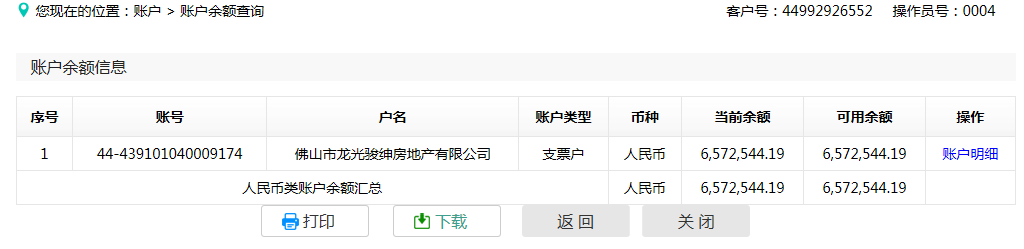 您现在的位置：账户 > 账户余额查询 客户号：44992926552 操作员号：0004
账户余额信息
序号 账号 户名 账户类型 币种 当前余额 可用余额 操作
1 44-439101040009174 佛山市龙光骏绅房地产有限公司 支票户 人民币 6,572,544.19 6,572,544.19 账户明细
人民币类账户余额汇总 人民币 6,572,544.19 6,572,544.19
打印 下载 返回 关闭